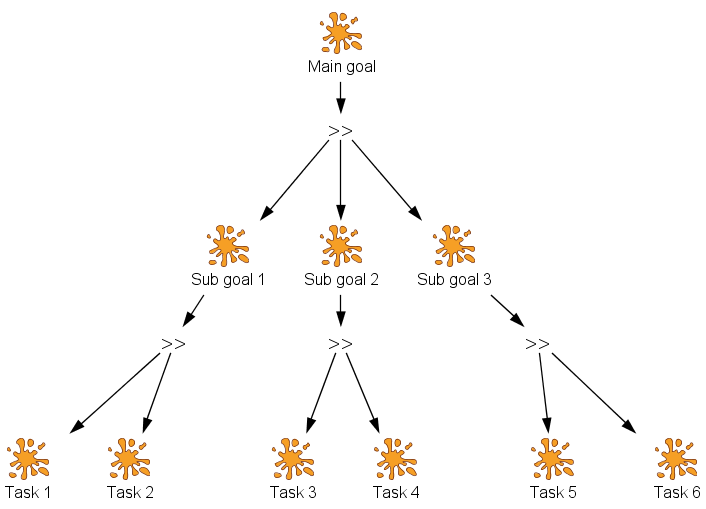 Main goal
>>
Sub goal 1
Sub goal 2
Sub goal 3
>>
>>
>>
Task 1
Task 2
Task 3
Task 4
Task 5
Task 6